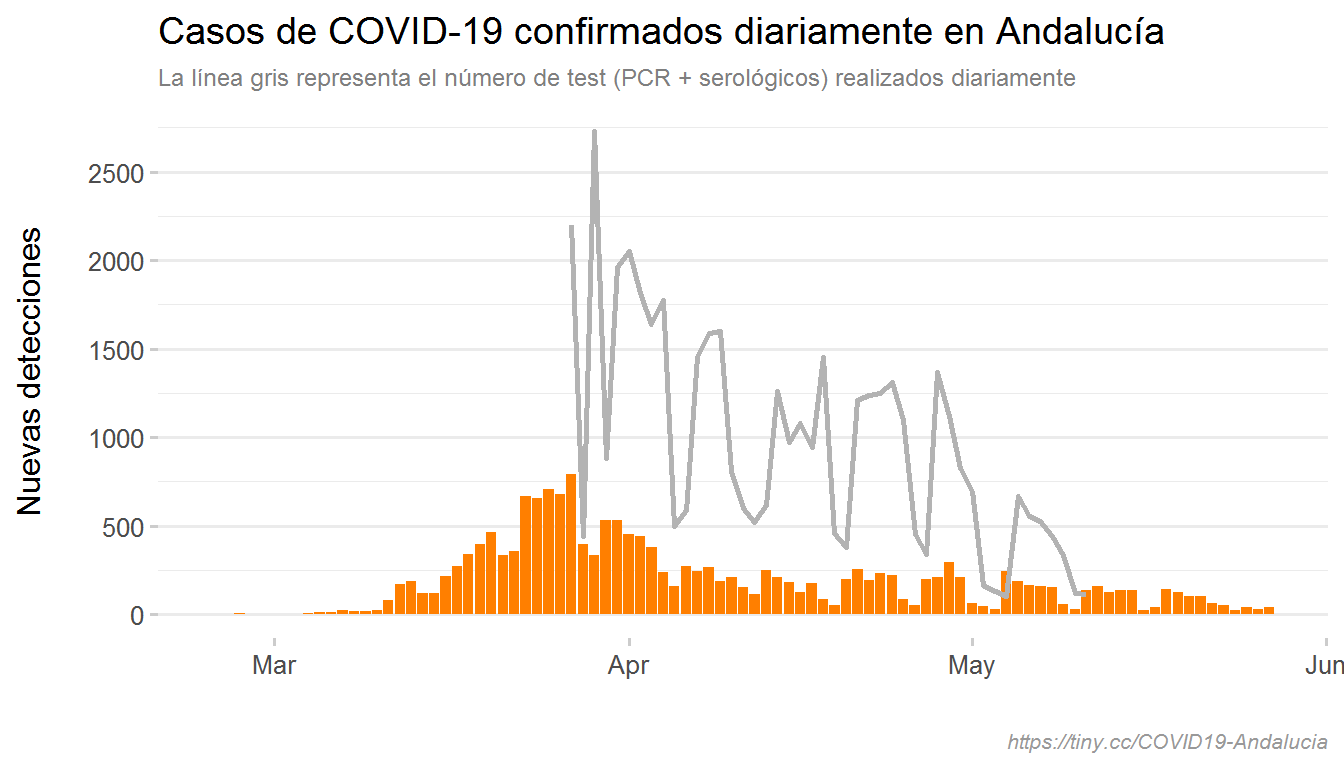 Casos de COVID-19 confirmados diariamente en Andalucía
La línea gris representa el número de test (PCR + serológicos) realizados diariamente
Nuevas detecciones
2500
2000
1500
1000
500
0
Mar Apr May Jun
https://tiny.cc/COVID19-Andalucia